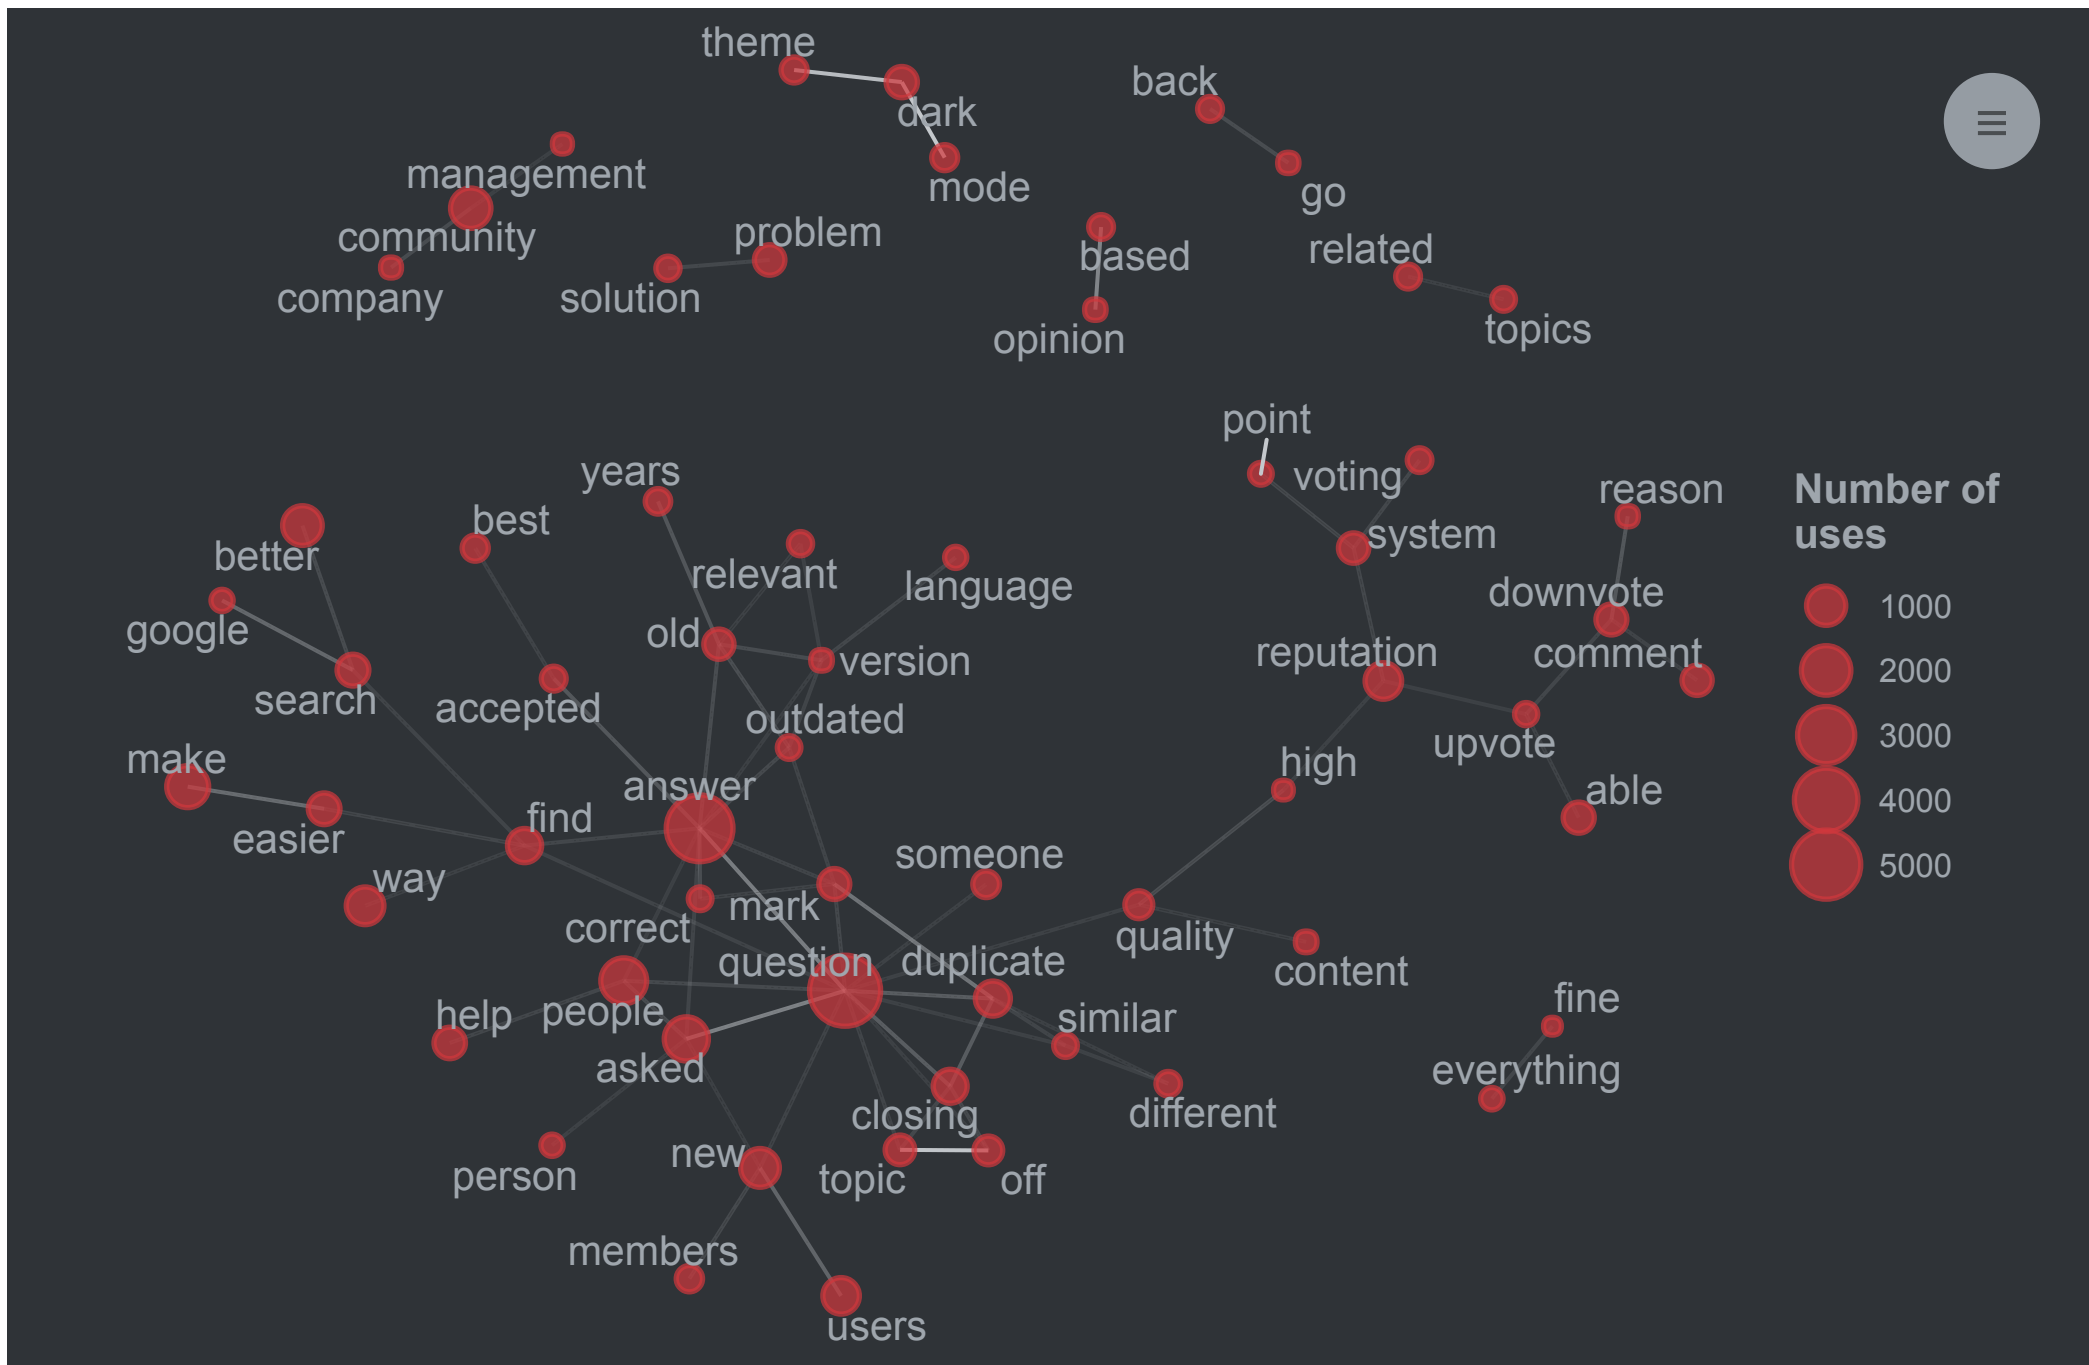 theme
back
dark
management
mode
go
community
problem
based
related
company
solution
opinion
topics
point
years
voting
reason
Number of
uses
best
system
better
relevant
language
downvote
1000
google
old
version
reputation
comment
2000
search
accepted
outdated
3000
make
answer
high
upvote
able
4000
easier
find
someone
5000
way
mark
correct
question
duplicate
quality
content
help
people
similar
fine
asked
everything
closing
different
person
new
topic
off
members
users